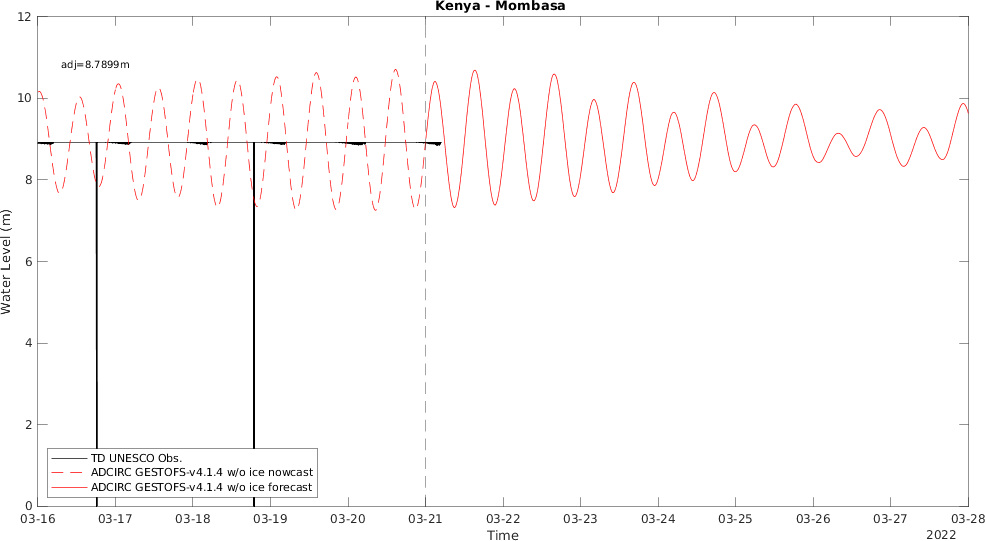 Kenya - Mombasa
adj=8.7899m
Water Level (m)
12
10
8
6
4
2
0
TD UNESCO Obs.
ADCIRC GESTOFS-v4.1.4 w/o ice nowcast
ADCIRC GESTOFS-v4.1.4 w/o ice forecast
03-16 03-17 03-18 03-19 03-20 03-21 03-22 03-23 03-24 03-25 03-26 03-27 03-28
Time
2022